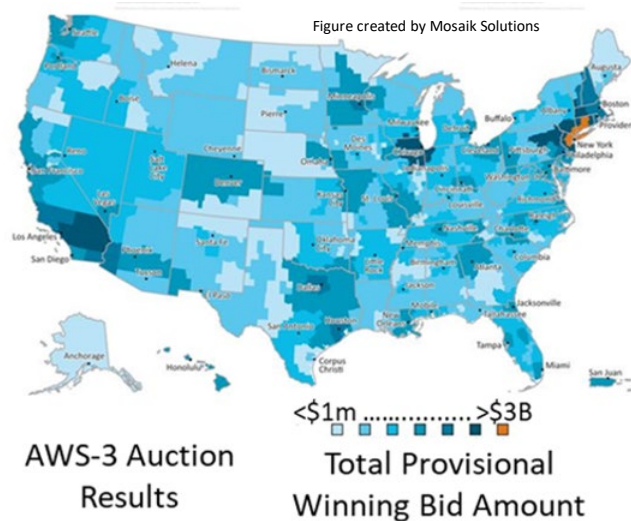 Figure created by Mosaik Solutions
Seattle
Portland
Helena
Bismarck
Minneapolis
Augusta
Boise
Pierre
Milwaukee
Buffalo
Albany
Boston
Providen
Reno
Salt
Lake
City
Cheyenne
Omaha
Des
Moines
Chicago
Detroit
Cleveland
Pittsburgh
New York
Philadelphia
Baltimore
San Francisco
Denver
Kansas
City
St. Louis
Indianapolis
Cincinnati
Washington
Louisville
Richmond
Las
Vegas
Santa Fe
Oklahoma
City
Nashville
Raleigh
Charlotte
Los Angeles
Phoenix
Little
Rock
Memphis
Columbia
San Diego
Tucson
El Paso
Dallas
Birmingham
Atlanta
Jackson
San Antonio
Houston
New
Orleans
Mobile
Tallahassee
Jacksonville
Anchorage
Honolulu
Corpus
Christi
Tampa
Miami
San Juan
<$1m ..................... >$3B
AWS-3 Auction
Results
Total Provisional
Winning Bid Amount